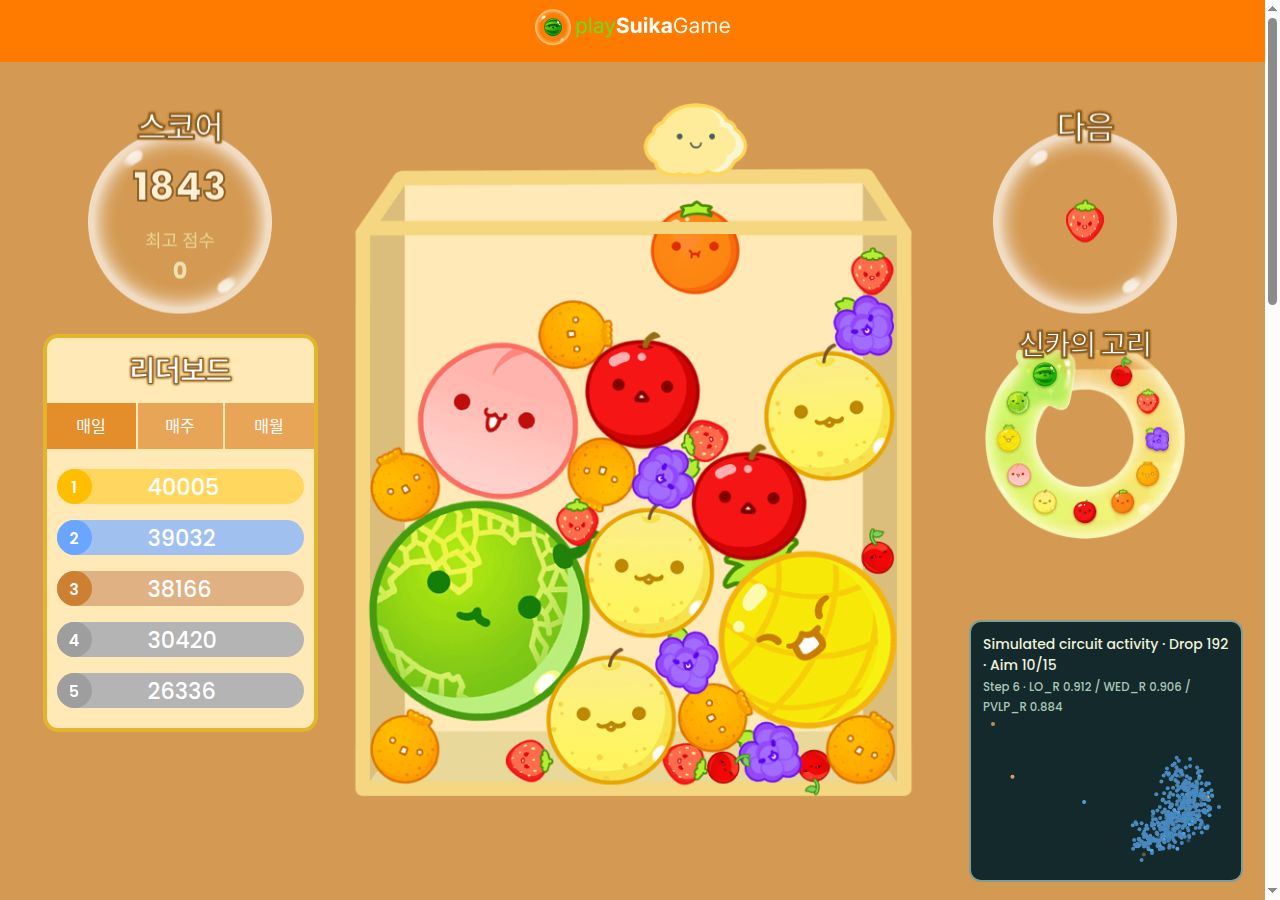 playSuikaGame
스코어
1843
최고 점수
0
다음
신카의 고리
리더보드
매일 매주 매월
1 40005
2 39032
3 38166
4 30420
5 26336
Simulated circuit activity · Drop 192
· Aim 10/15
Step 6 · LO_R 0.912 / WED_R 0.906 /
PVLP_R 0.884